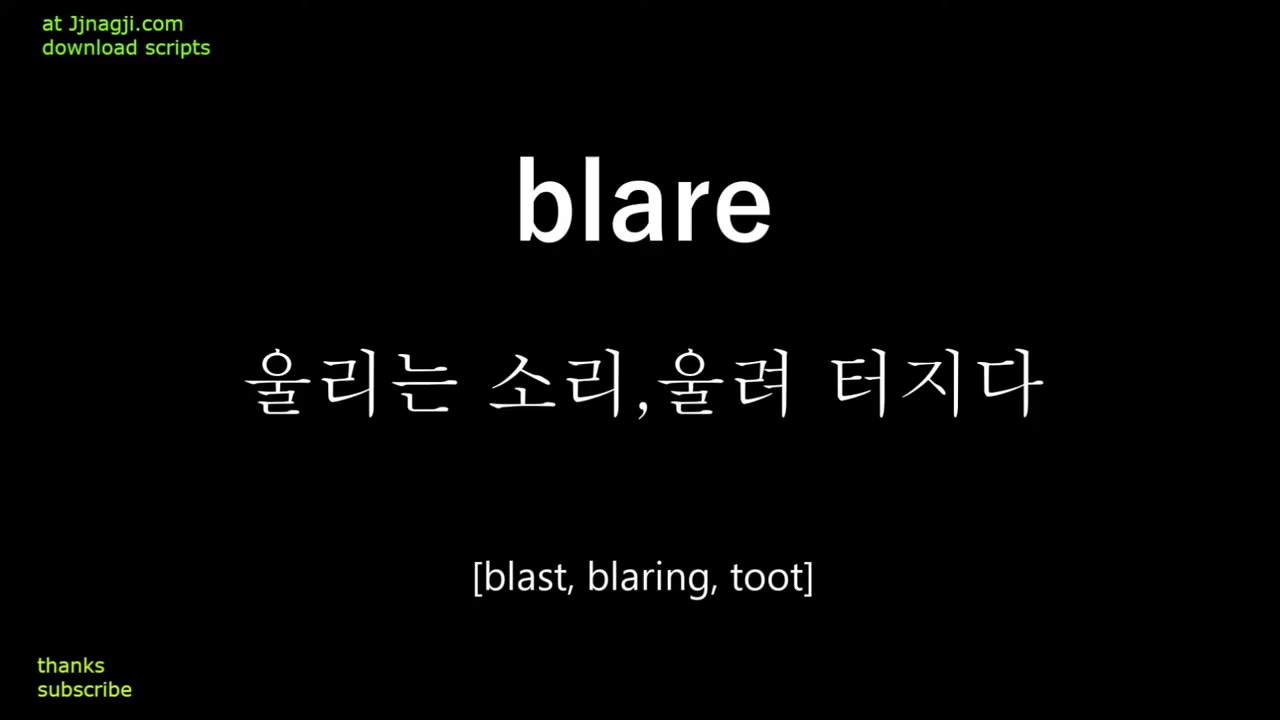 at Jjnagji.com
download scripts
blare
울리는 소리,울려 터지다
[blast, blaring, toot]
thanks
subscribe